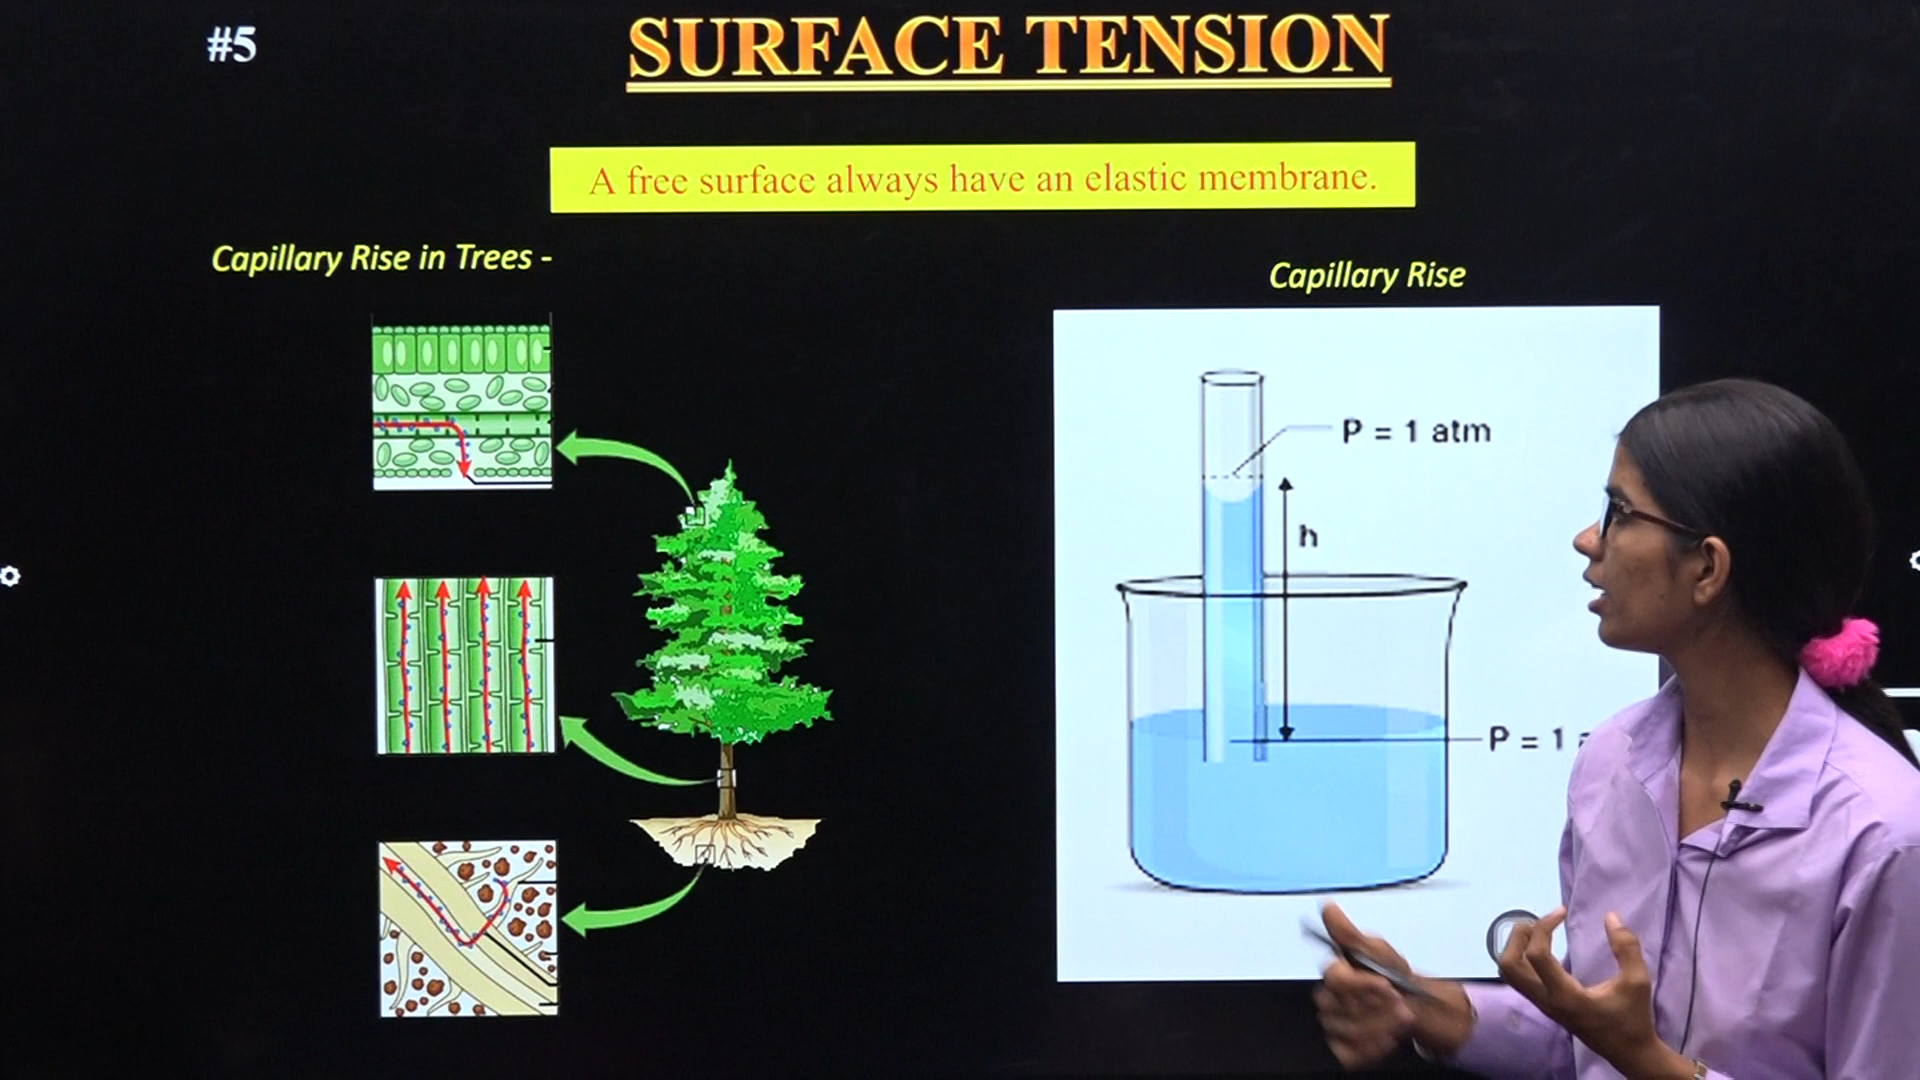 #5
SURFACE TENSION
A free surface always have an elastic membrane.
Capillary Rise in Trees -
Capillary Rise
P = 1 atm
h
P = 1